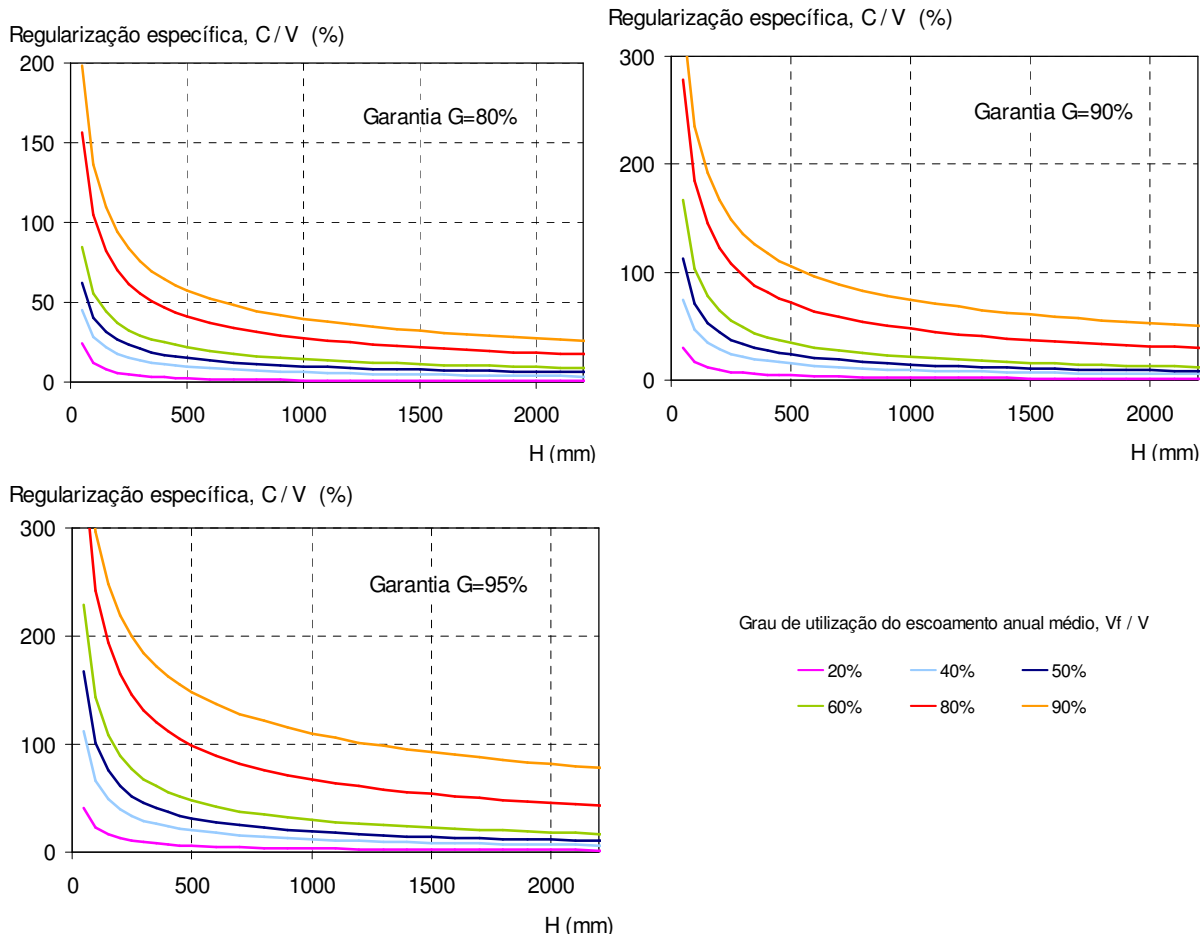 Regularização específica, C / V (%)
200
150
100
50
0
Garantia G=80%
0 500 1000 1500 2000
H (mm)
Regularização específica, C / V (%)
300
200
100
0
Garantia G=90%
0 500 1000 1500 2000
H (mm)
Regularização específica, C / V (%)
300
200
100
0
Garantia G=95%
0 500 1000 1500 2000
H (mm)
Grau de utilização do escoamento anual médio, Vf / V
20% 40% 50%
60% 80% 90%